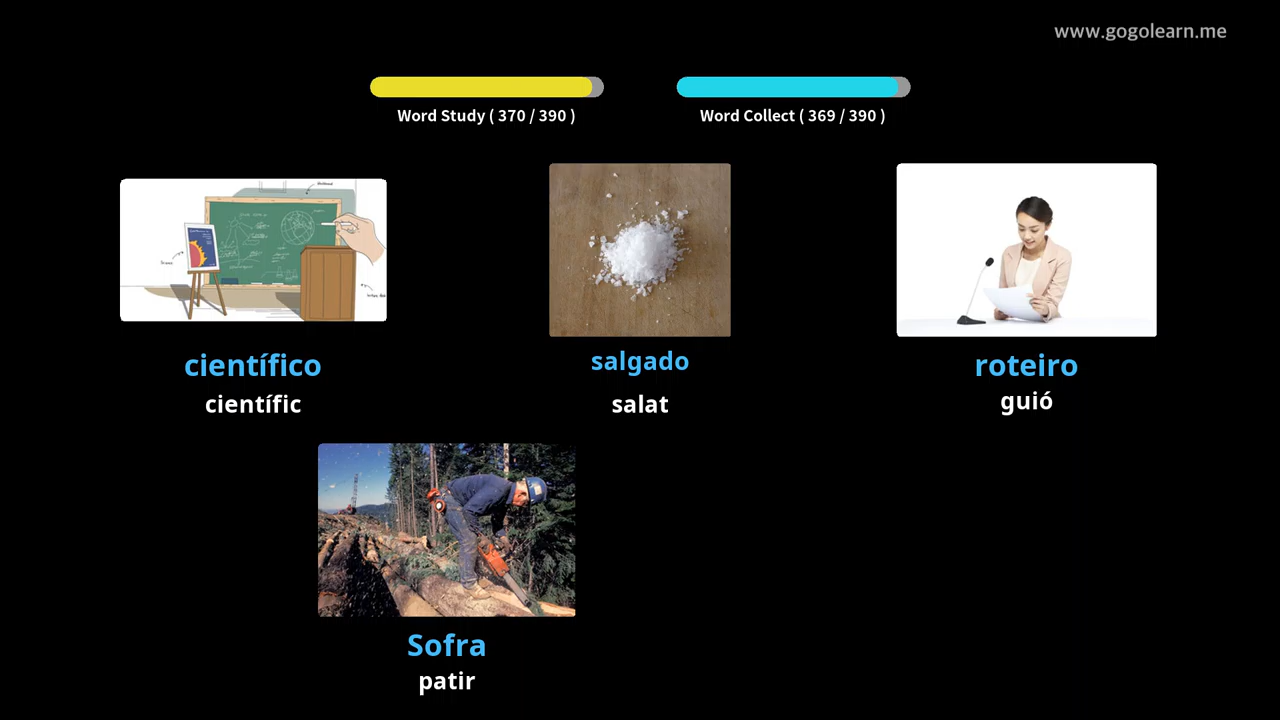 www.gogolearn.me
Word Study ( 370 / 390 )
Word Collect ( 369 / 390 )
científico
científic
salgado
salat
roteiro
guió
Sofra
patir